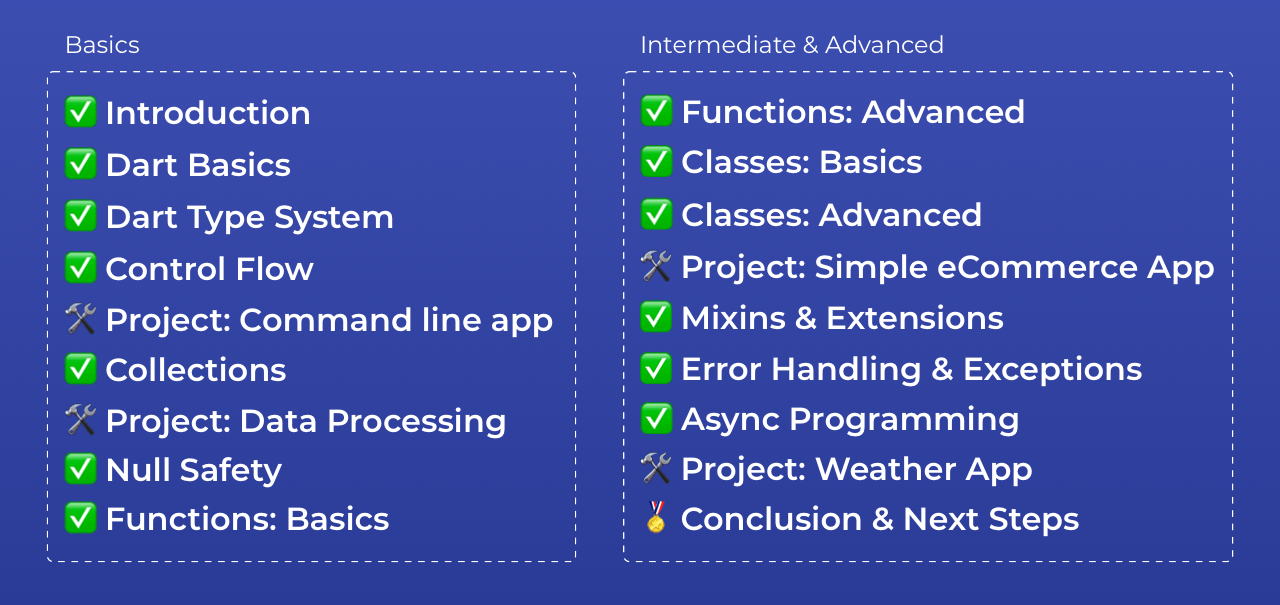 Basics
✅ Introduction
✅ Dart Basics
✅ Dart Type System
✅ Control Flow
🛠 Project: Command line app
✅ Collections
🛠 Project: Data Processing
✅ Null Safety
✅ Functions: Basics
Intermediate & Advanced
✅ Functions: Advanced
✅ Classes: Basics
✅ Classes: Advanced
🛠 Project: Simple eCommerce App
✅ Mixins & Extensions
✅ Error Handling & Exceptions
✅ Async Programming
🛠 Project: Weather App
🏅 Conclusion & Next Steps